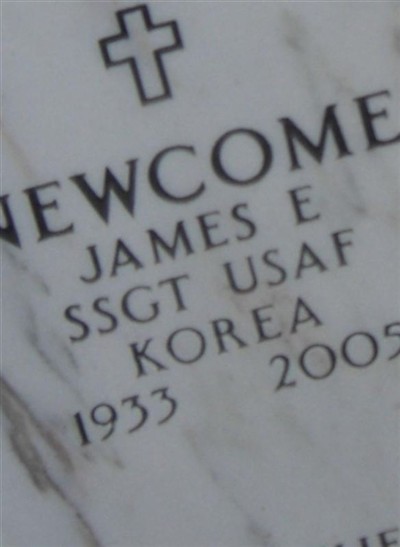 NEWCOME
JAMES E
SSGT USAF
KOREA
1933 2005